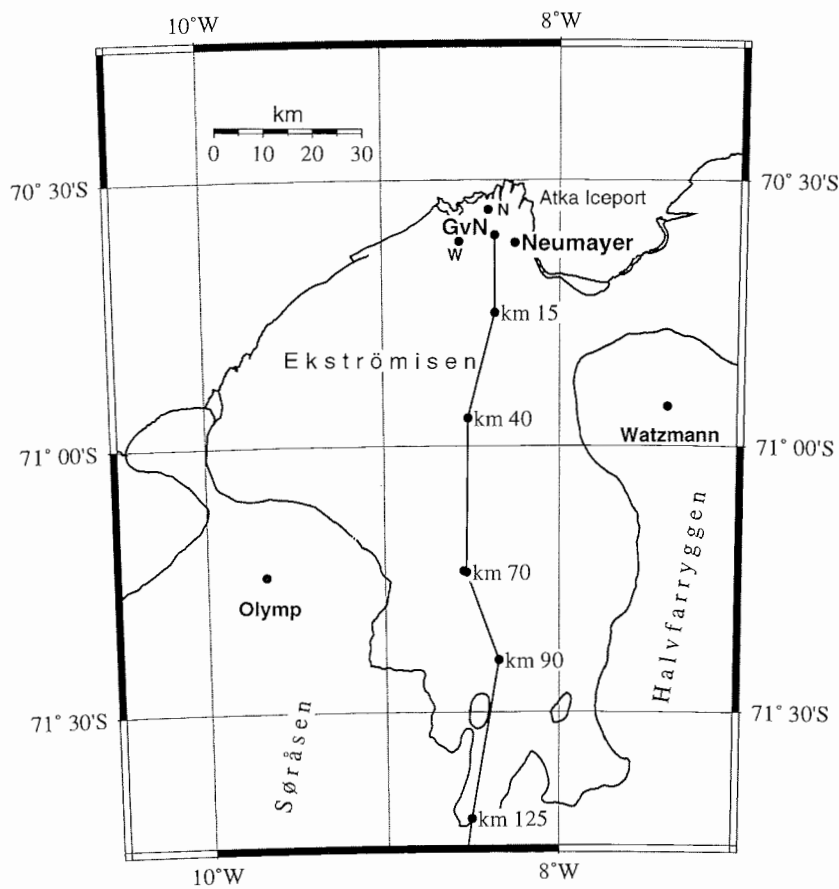 10°W
8°W
km
0 10 20 30
70° 30'S
70° 30'S
Atka Iceport
N
GvN
Neumayer
W
km 15
Ekströmisen
km 40
Watzmann
71° 00'S
71° 00'S
Halvfarryggen
km 70
Olymp
km 90
Søråsen
71° 30'S
71° 30'S
km 125
10°W
8°W